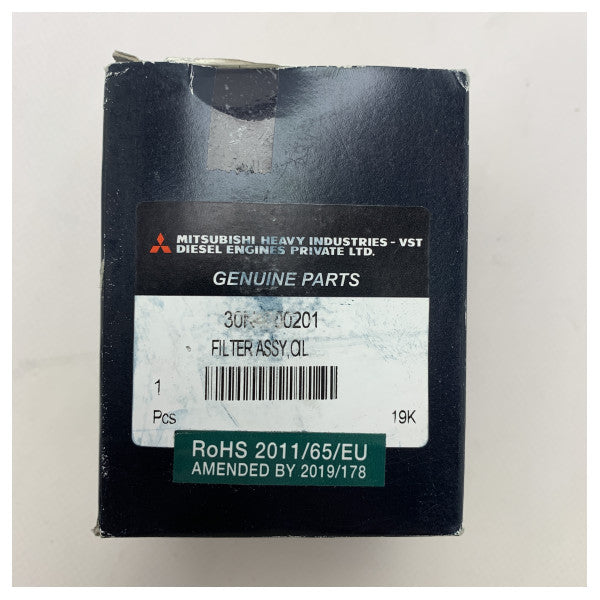 MITSUBISHI HEAVY INDUSTRIES - VST
DIESEL ENGINES PRIVATE LTD.
GENUINE PARTS
FILTER ASSY,OIL
1
Pcs
19K
RoHS 2011/65/EU
AMENDED BY 2019/178